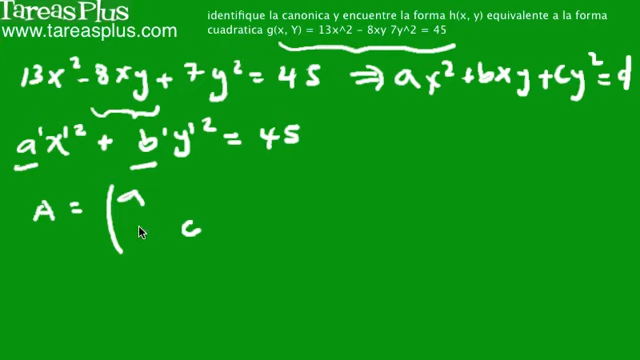 TareasPlus
www.tareasplus.com
identifique la canonica y encuentre la forma h(x, y) equivalente a la forma
cuadratica g(x, Y) = 13x^2 - 8xy 7y^2 = 45
13x² - 8xy + 7y² = 45 ⇒ ax² + bxy + cy² = d
a'x'² + b'y'² = 45
A = ( a
c